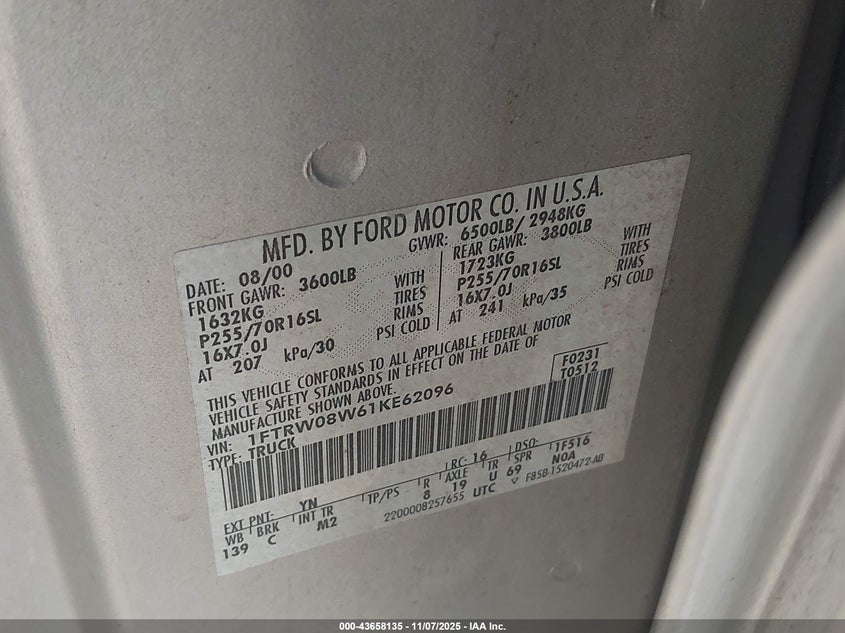 MFD. BY FORD MOTOR CO. IN U.S.A.
DATE: 08/00 GVWR: 6500LB/ 2948KG
FRONT GAWR: 3600LB REAR GAWR: 3800LB
1632KG WITH 1723KG WITH
P255/70R16SL TIRES P255/70R16SL TIRES
16X7.0J RIMS 16X7.0J RIMS
AT 207 kPa/30 PSI COLD AT 241 kPa/35 PSI COLD
THIS VEHICLE CONFORMS TO ALL APPLICABLE FEDERAL MOTOR
VEHICLE SAFETY STANDARDS IN EFFECT ON THE DATE OF
MANUFACTURE SHOWN ABOVE.
F0231
T0512
VIN: 1FTRW08W61KE62096
TYPE: TRUCK
EXT PNT: YN RC: 16 DSO: 1F516
WB BRK INT TR TP/PS R AXLE TR SPR NOA
139 C M2 8 19 U 69
2200008257655 UTC ▽ F85B-1520472-AB
000-43658135 - 11/07/2025 - IAA Inc.